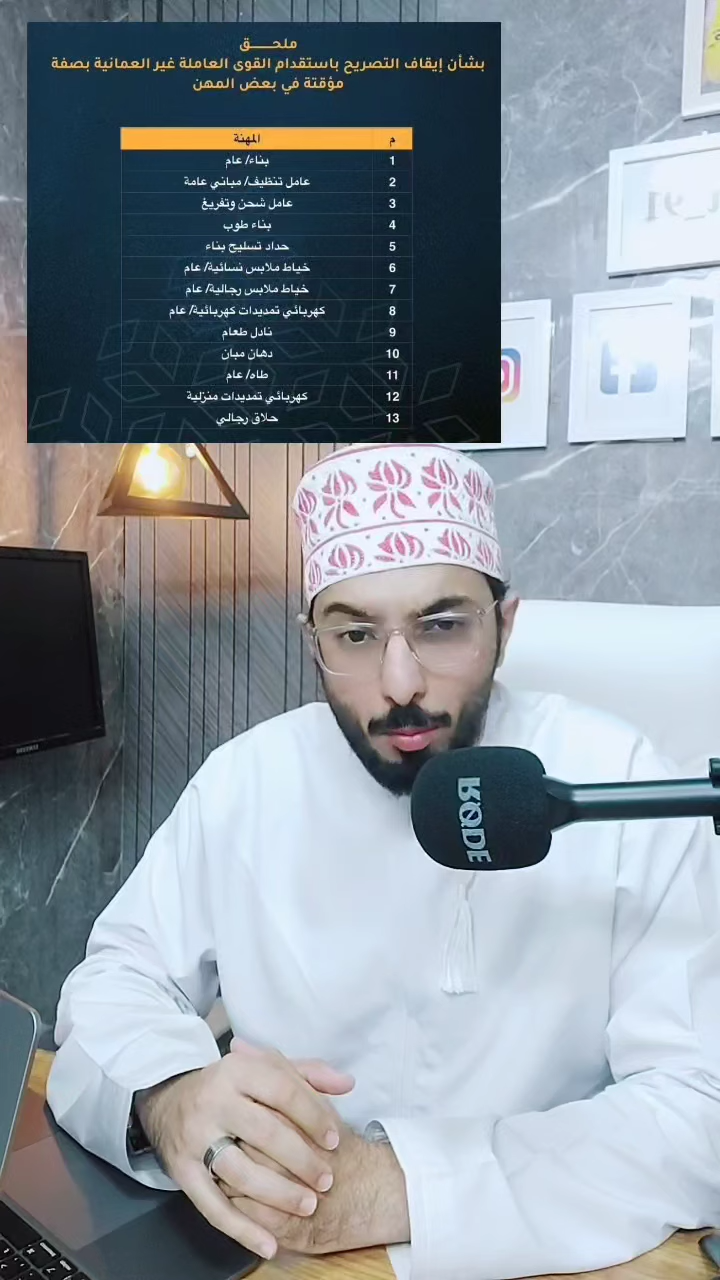 ملحـــــق
بشأن إيقاف التصريح باستقدام القوى العاملة غير العمانية بصفة
مؤقتة في بعض المهن
م المهنة
1 بناء/ عام
2 عامل تنظيف/ مباني عامة
3 عامل شحن وتفريغ
4 بناء طوب
5 حداد تسليح بناء
6 خياط ملابس نسائية/ عام
7 خياط ملابس رجالية/ عام
8 كهربائي تمديدات كهربائية/ عام
9 نادل طعام
10 دهان مبان
11 طاه/ عام
12 كهربائي تمديدات منزلية
13 حلاق رجالي
RØDE